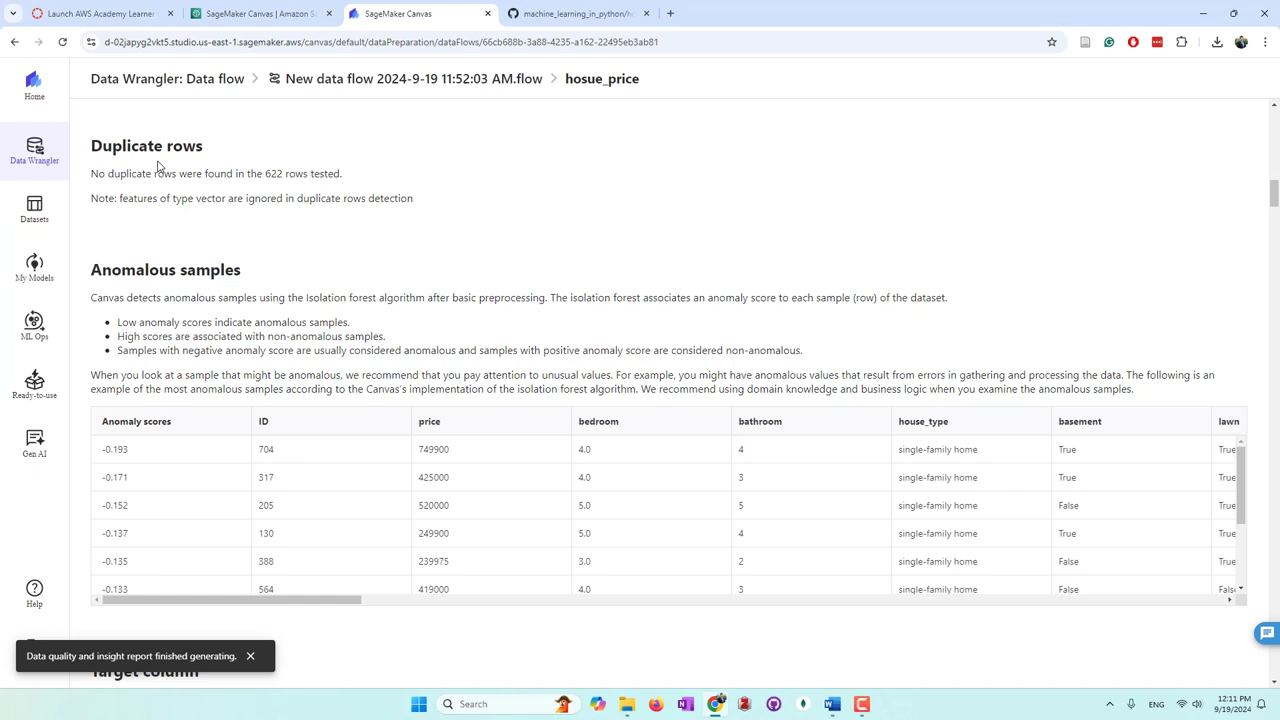 Launch AWS Academy Learner
SageMaker Canvas | Amazon S
SageMaker Canvas
machine_learning_in_python/ho
d-02japyg2vkt5.studio.us-east-1.sagemaker.aws/canvas/default/dataPreparation/dataFlows/66cb688b-3a88-4235-a162-22495eb3ab81
Home
Data Wrangler
Datasets
My Models
ML Ops
Ready-to-use
Gen AI
Help
Data Wrangler: Data flow
New data flow 2024-9-19 11:52:03 AM.flow
hosue_price
Duplicate rows
No duplicate rows were found in the 622 rows tested.
Note: features of type vector are ignored in duplicate rows detection
Anomalous samples
Canvas detects anomalous samples using the Isolation forest algorithm after basic preprocessing. The isolation forest associates an anomaly score to each sample (row) of the dataset.
• Low anomaly scores indicate anomalous samples.
• High scores are associated with non-anomalous samples.
• Samples with negative anomaly score are usually considered anomalous and samples with positive anomaly score are considered non-anomalous.
When you look at a sample that might be anomalous, we recommend that you pay attention to unusual values. For example, you might have anomalous values that result from errors in gathering and processing the data. The following is an
example of the most anomalous samples according to the Canvas's implementation of the isolation forest algorithm. We recommend using domain knowledge and business logic when you examine the anomalous samples.
Anomaly scores ID price bedroom bathroom house_type basement lawn
-0.193 704 749900 4.0 4 single-family home True True
-0.171 317 425000 4.0 3 single-family home True True
-0.152 205 520000 5.0 5 single-family home False True
-0.137 130 249900 5.0 4 single-family home True True
-0.135 388 239975 3.0 2 single-family home False True
-0.133 564 419000 4.0 3 single-family home True False
Data quality and insight report finished generating.
Target column
Search
ENG
12:11 PM
9/19/2024